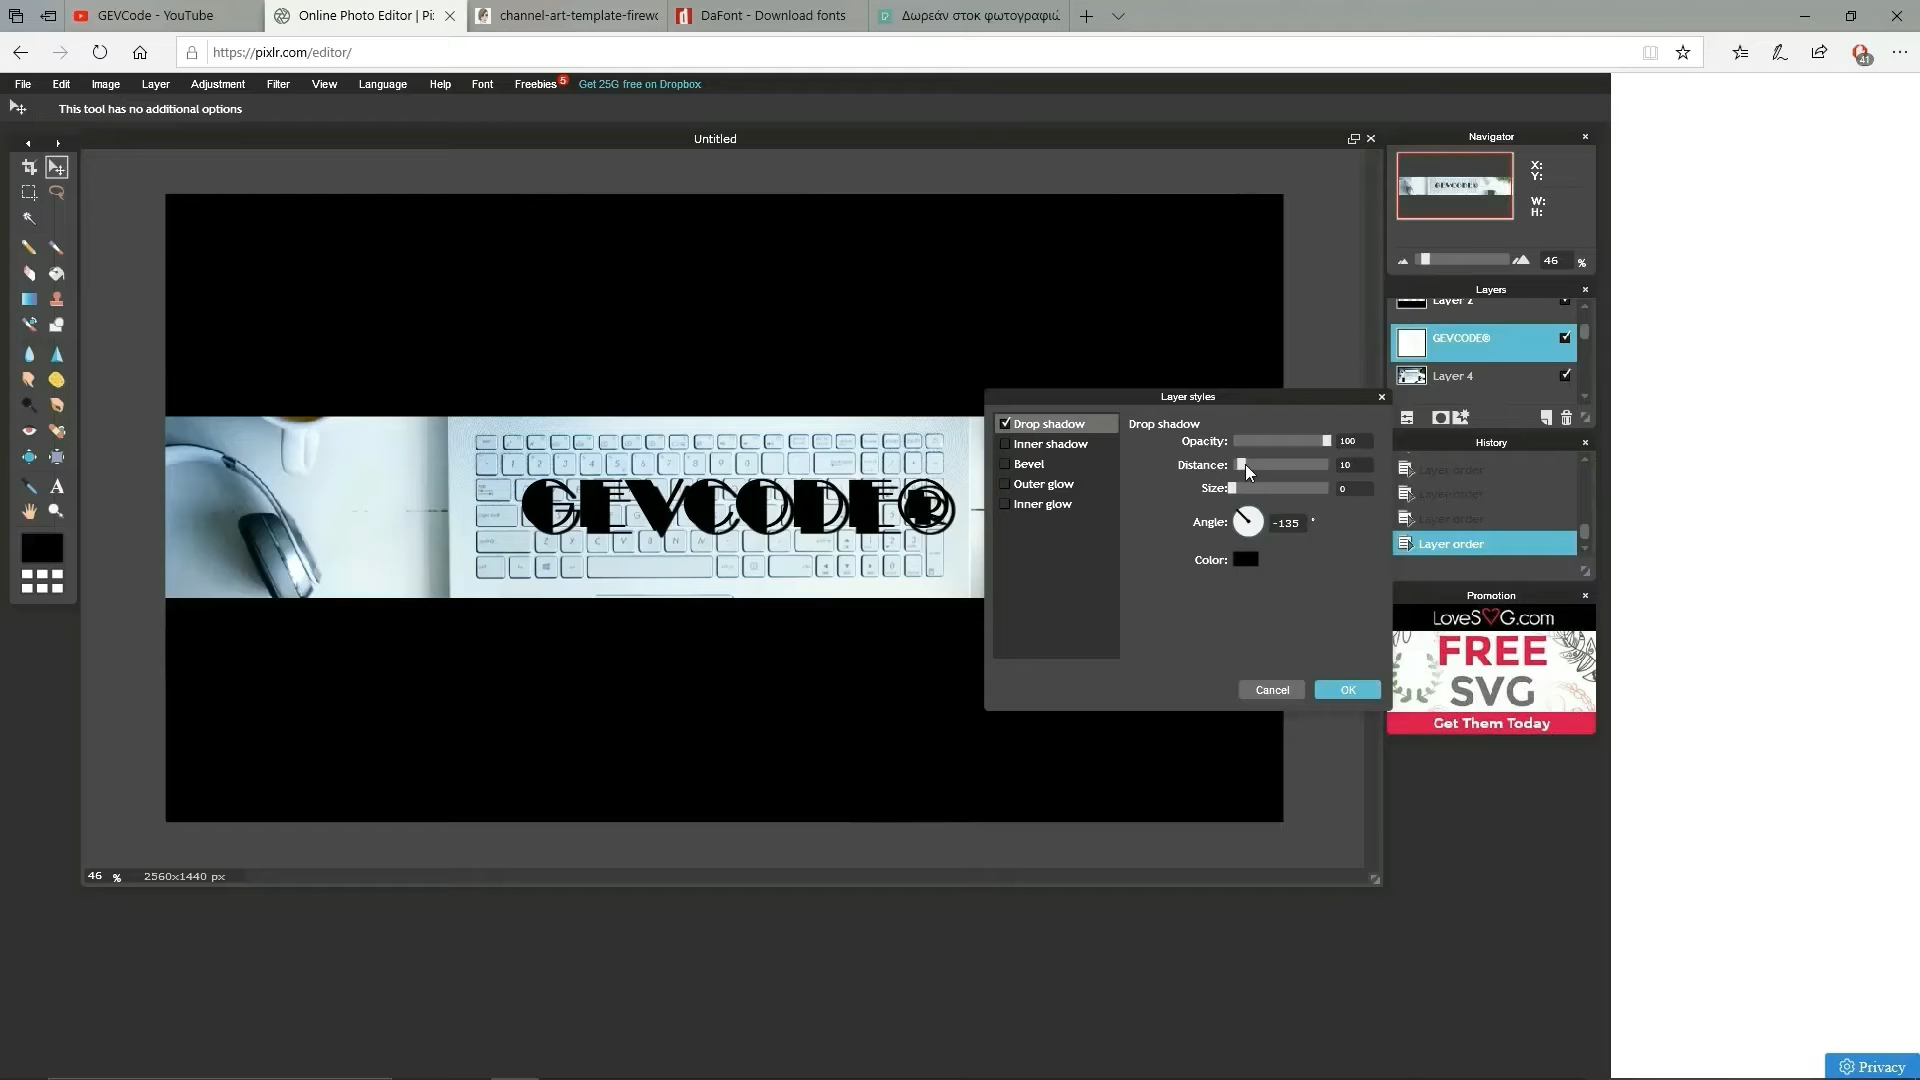 GEVCode - YouTube
Online Photo Editor | Pi
channel-art-template-firewo
DaFont - Download fonts
Δωρεάν στοκ φωτογραφιώ
https://pixlr.com/editor/
41
File Edit Image Layer Adjustment Filter View Language Help Font Freebies 5 Get 25G free on Dropbox
This tool has no additional options
Untitled
Navigator
X:
Y:
W:
H:
GEVCODE®
46 %
Layers
Layer 2
GEVCODE®
Layer 4
History
Layer order
Layer order
Layer order
Layer order
Layer styles
Drop shadow
Inner shadow
Bevel
Outer glow
Inner glow
Drop shadow
Opacity: 100
Distance: 10
Size: 0
Angle: -135 °
Color:
Cancel OK
GEVCODE®
A
Promotion
LoveSVG.com
FREE
SVG
Get Them Today
46 % 2560x1440 px
Privacy